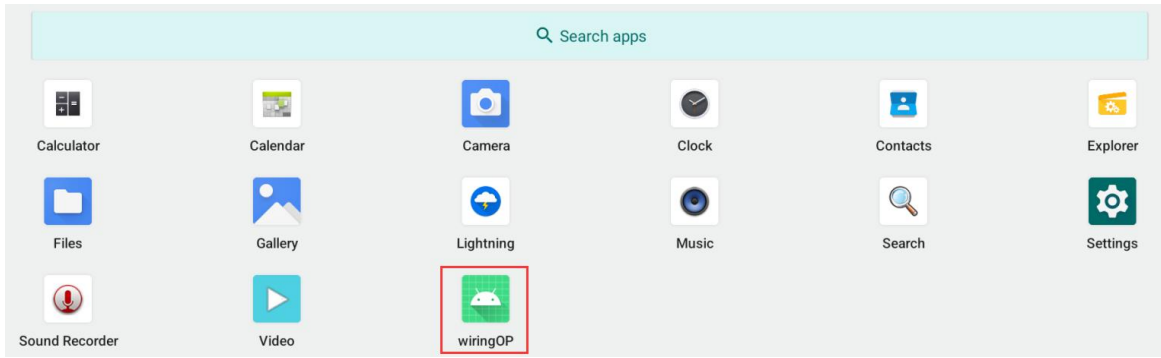 Search apps
Calculator
Calendar
Camera
Clock
Contacts
Explorer
Files
Gallery
Lightning
Music
Search
Settings
Sound Recorder
Video
wiringOP